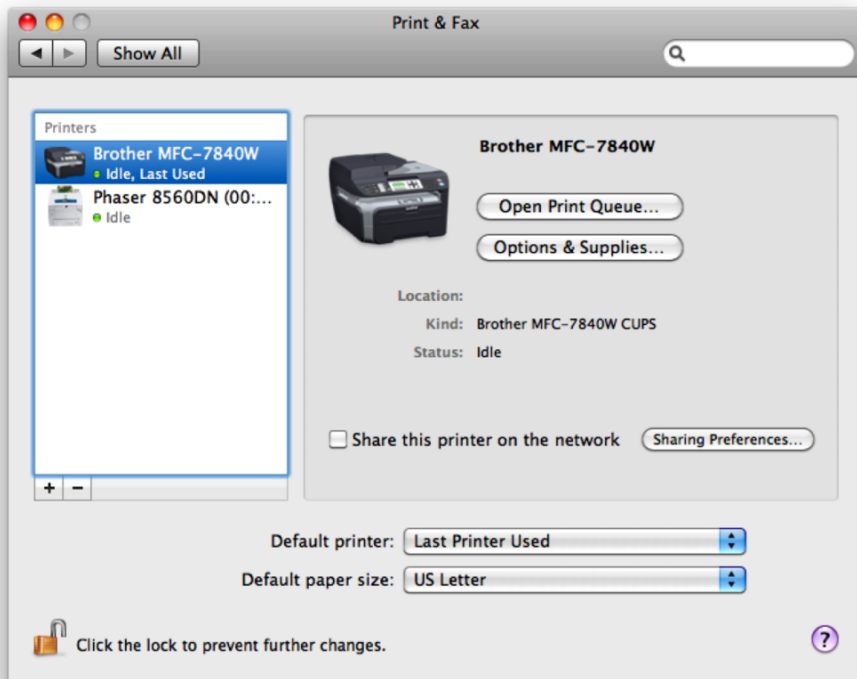 Print & Fax
Show All
Printers
Brother MFC-7840W
Idle, Last Used
Phaser 8560DN (00:...
Idle
Brother MFC-7840W
Open Print Queue...
Options & Supplies...
Location:
Kind: Brother MFC-7840W CUPS
Status: Idle
Share this printer on the network
Sharing Preferences...
+ −
Default printer: Last Printer Used
Default paper size: US Letter
Click the lock to prevent further changes.
?